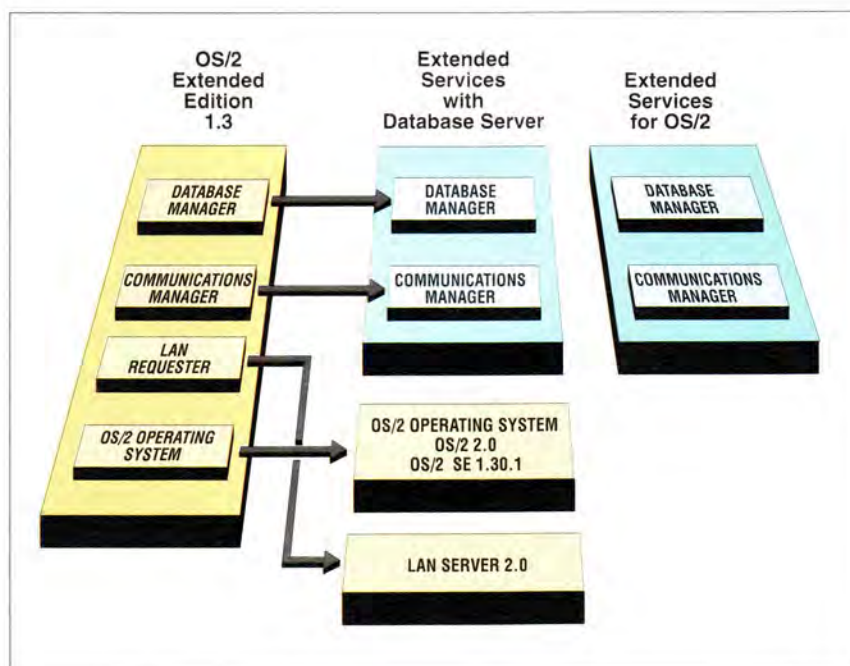 OS/2
Extended
Edition
1.3
Extended
Services
with
Database Server
Extended
Services
for OS/2
DATABASE
MANAGER
COMMUNICATIONS
MANAGER
LAN
REQUESTER
OS/2 OPERATING
SYSTEM
DATABASE
MANAGER
COMMUNICATIONS
MANAGER
DATABASE
MANAGER
COMMUNICATIONS
MANAGER
OS/2 OPERATING SYSTEM
OS/2 2.0
OS/2 SE 1.30.1
LAN SERVER 2.0